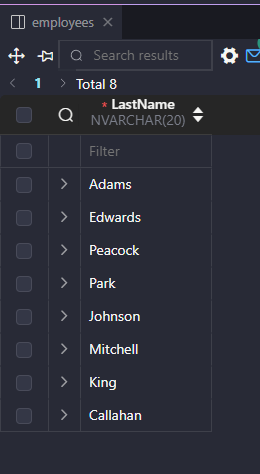 employees
Search results
1 Total 8
* LastName
NVARCHAR(20)
Filter
Adams
Edwards
Peacock
Park
Johnson
Mitchell
King
Callahan